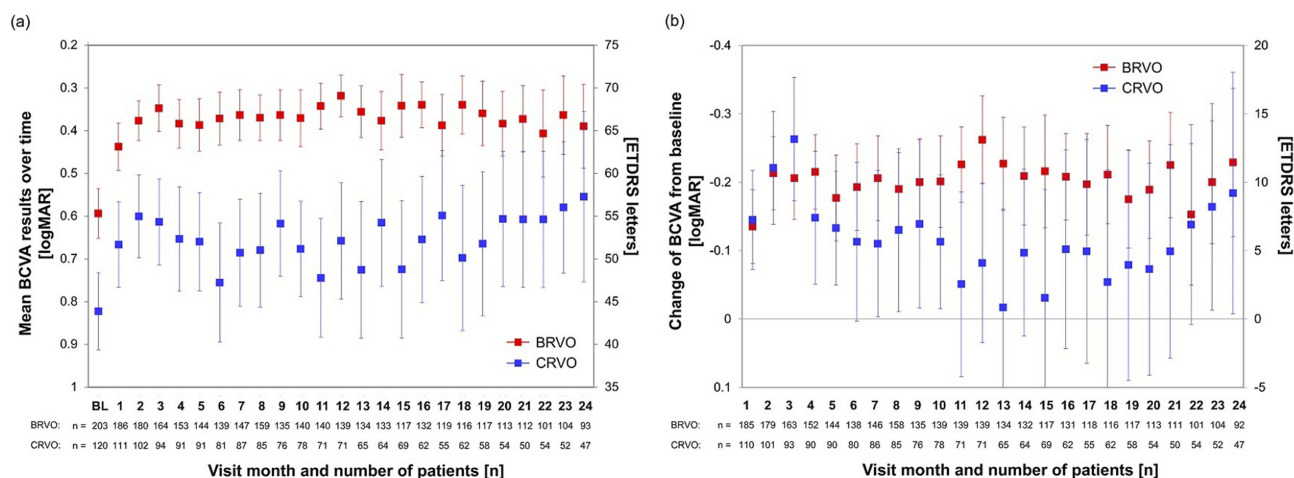 (a)
Mean BCVA results over time
[logMAR]
0.2
0.3
0.4
0.5
0.6
0.7
0.8
0.9
1
75
70
65
60
55
50
45
40
35
[ETDRS
letters]
BRVO
CRVO
BL 1 2 3 4 5 6 7 8 9 10 11 12 13 14 15 16 17 18 19 20 21 22 23 24
BRVO: n = 203 186 180 164 153 144 139 147 159 135 140 140 139 134 133 117 132 119 116 117 113 112 101 104 93
CRVO: n = 120 111 102 94 91 91 81 87 85 76 78 71 71 65 64 69 62 55 62 58 54 50 54 52 47
Visit month and number of patients [n]
(b)
Change of BCVA from baseline
[logMAR]
-0.4
-0.3
-0.2
-0.1
0
0.1
20
15
10
5
0
-5
[ETDRS
letters]
BRVO
CRVO
1 2 3 4 5 6 7 8 9 10 11 12 13 14 15 16 17 18 19 20 21 22 23 24
BRVO: n = 185 179 163 152 144 138 146 158 135 139 139 139 134 132 117 131 118 116 117 113 111 101 104 92
CRVO: n = 110 101 93 90 90 80 86 85 76 78 71 71 65 64 69 62 55 62 58 54 50 54 52 47
Visit month and number of patients [n]